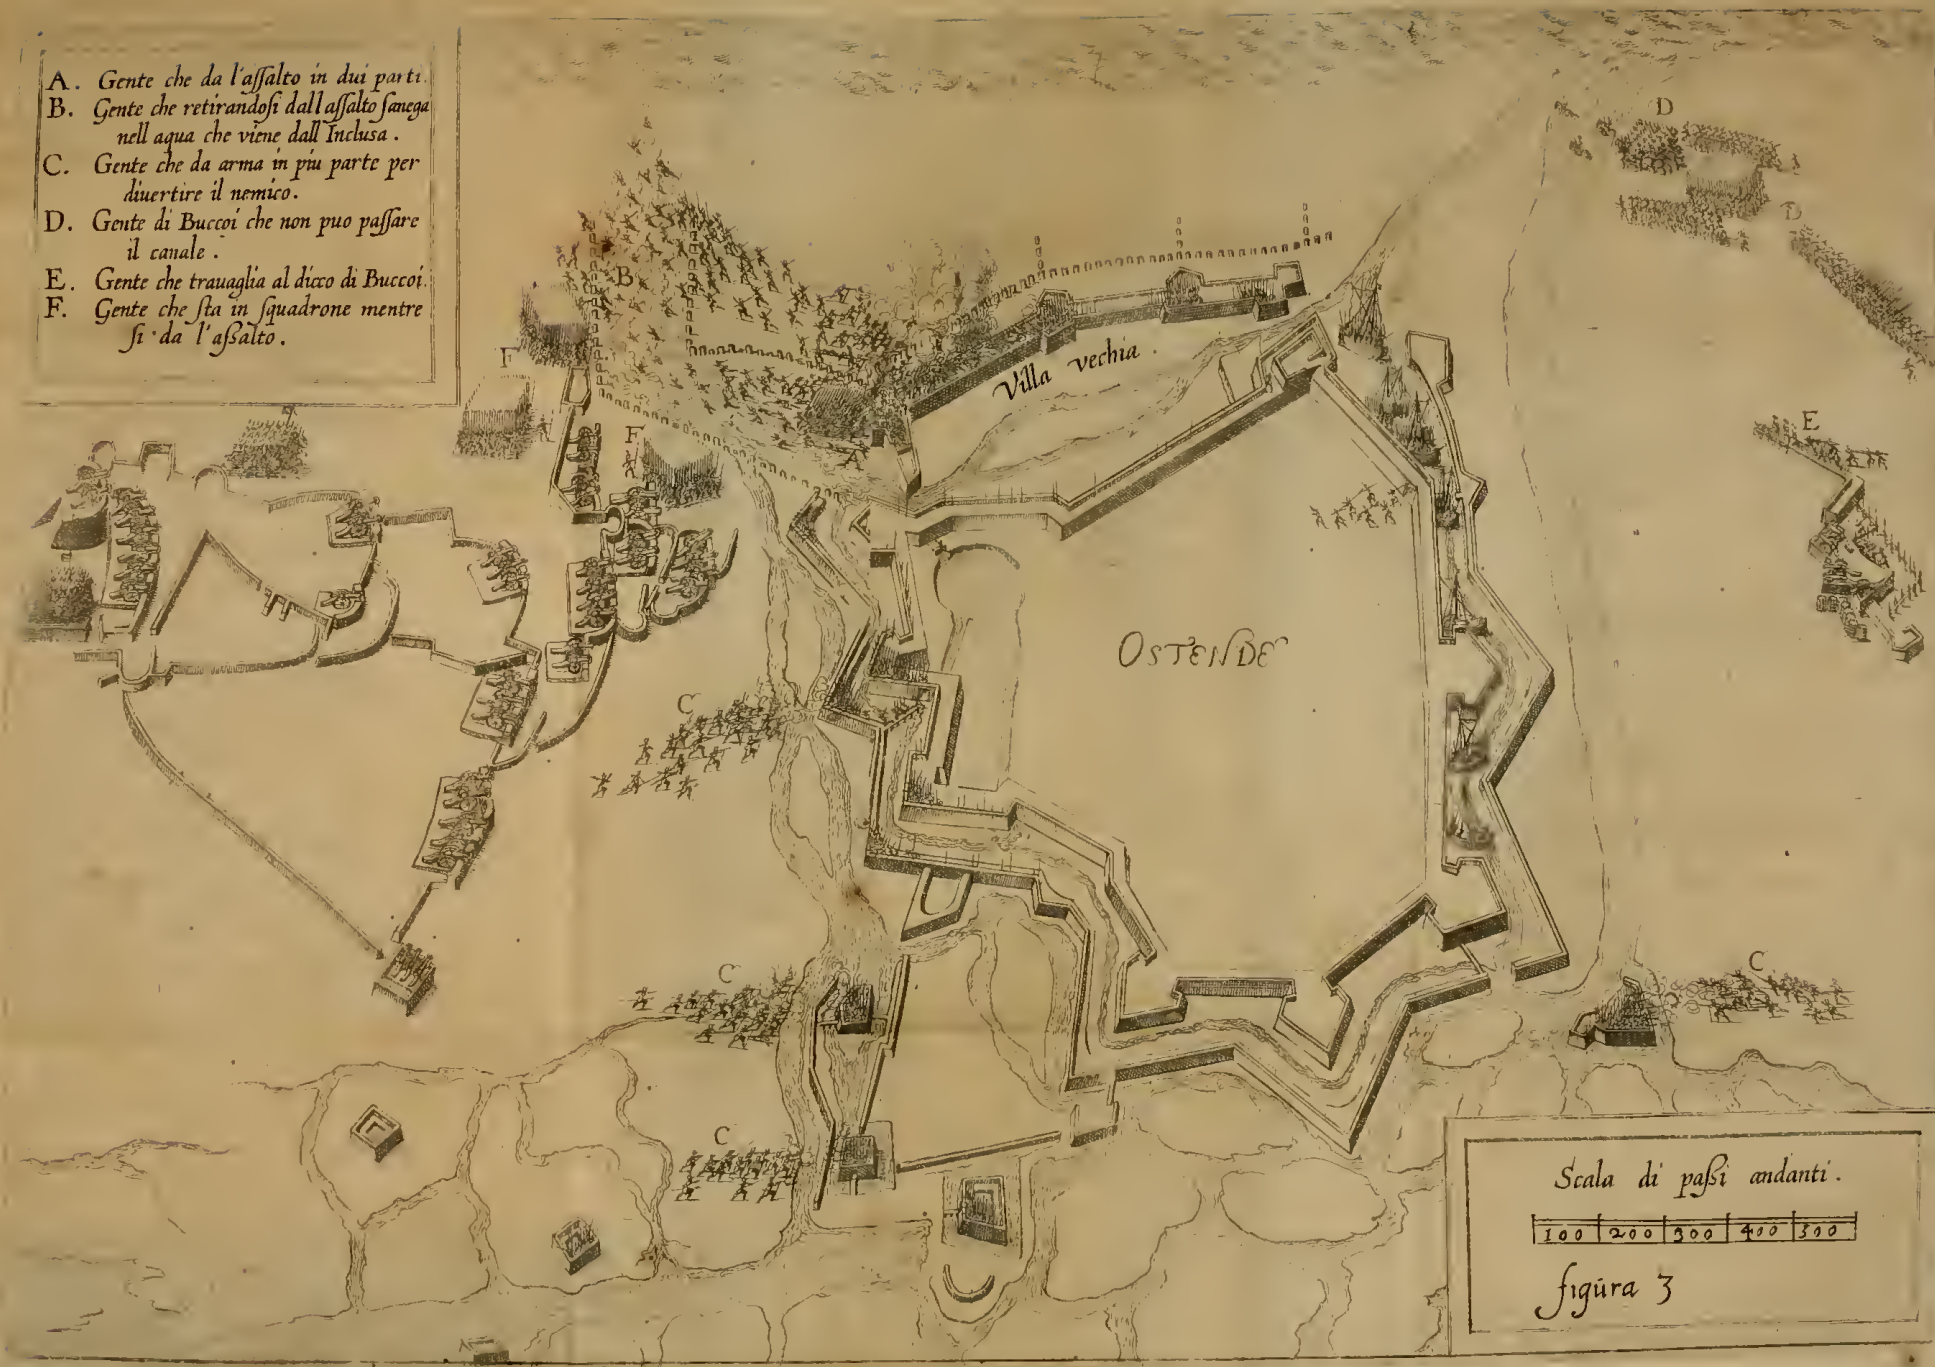 A. Gente che da l'aſſalto in dui parti.
B. Gente che retirandoſi dall aſſalto ſanega
nell aqua che viene dall Inclusa.
C. Gente che da arma in piu parte per
diuertire il nemico.
D. Gente di Buccoi che non puo paſſare
il canale.
E. Gente che trauaglia al dicco di Buccoi.
F. Gente che ſta in ſquadrone mentre
ſi da l'aſsalto.
D
D
B
F
Villa vechia.
E
F
A
OSTENDE
C
C
C
C
Scala di paſsi andanti.
100 200 300 400 500
figura 3